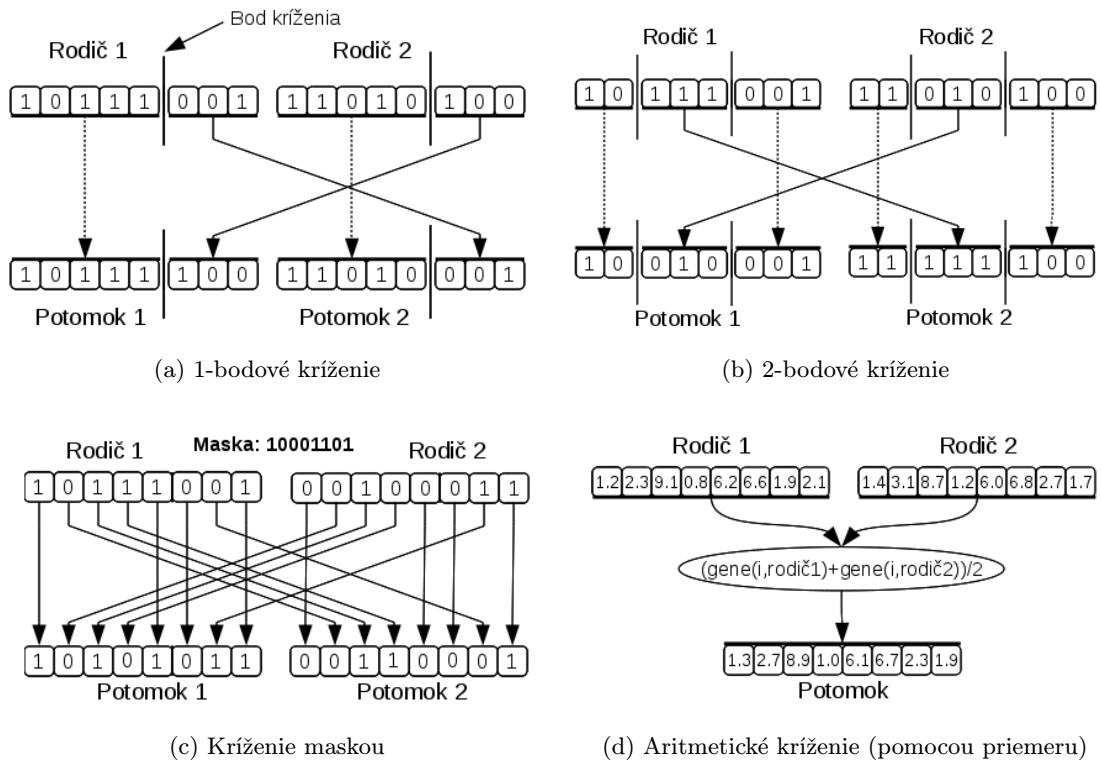 Bod kríženia
Rodič 1 Rodič 2
1 0 1 1 1 0 0 1 1 1 0 1 0 1 0 0
1 0 1 1 1 1 0 0 1 1 0 1 0 0 0 1
Potomok 1 Potomok 2
(a) 1-bodové kríženie
Rodič 1 Rodič 2
1 0 1 1 1 0 0 1 1 1 0 1 0 1 0 0
1 0 0 1 0 0 0 1 1 1 1 1 1 1 0 0
Potomok 1 Potomok 2
(b) 2-bodové kríženie
Rodič 1 Maska: 10001101 Rodič 2
1 0 1 1 1 0 0 1 0 0 1 0 0 0 1 1
1 0 1 0 1 0 1 1 0 0 1 1 0 0 0 1
Potomok 1 Potomok 2
(c) Kríženie maskou
Rodič 1 Rodič 2
1.2 2.3 9.1 0.8 6.2 6.6 1.9 2.1 1.4 3.1 8.7 1.2 6.0 6.8 2.7 1.7
(gene(i,rodič1)+gene(i,rodič2))/2
1.3 2.7 8.9 1.0 6.1 6.7 2.3 1.9
Potomok
(d) Aritmetické kríženie (pomocou priemeru)